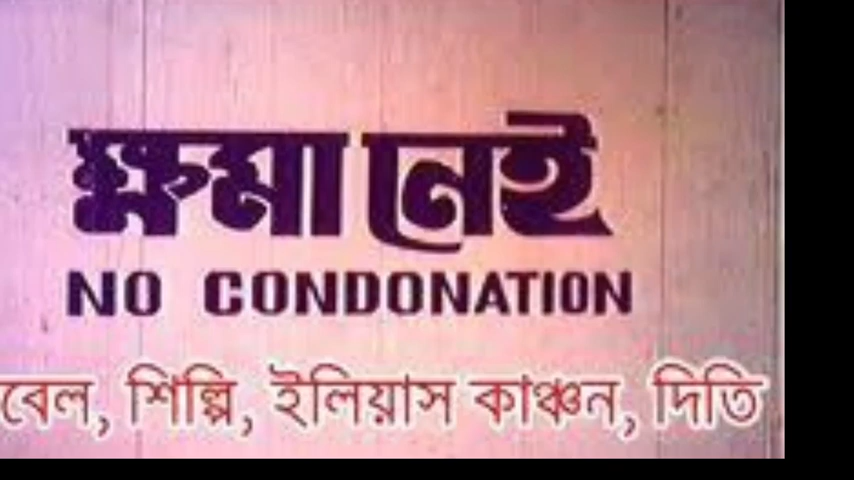 ক্ষমা নেই
NO CONDONATION
বেল, শিল্পি, ইলিয়াস কাঞ্চন, দিতি